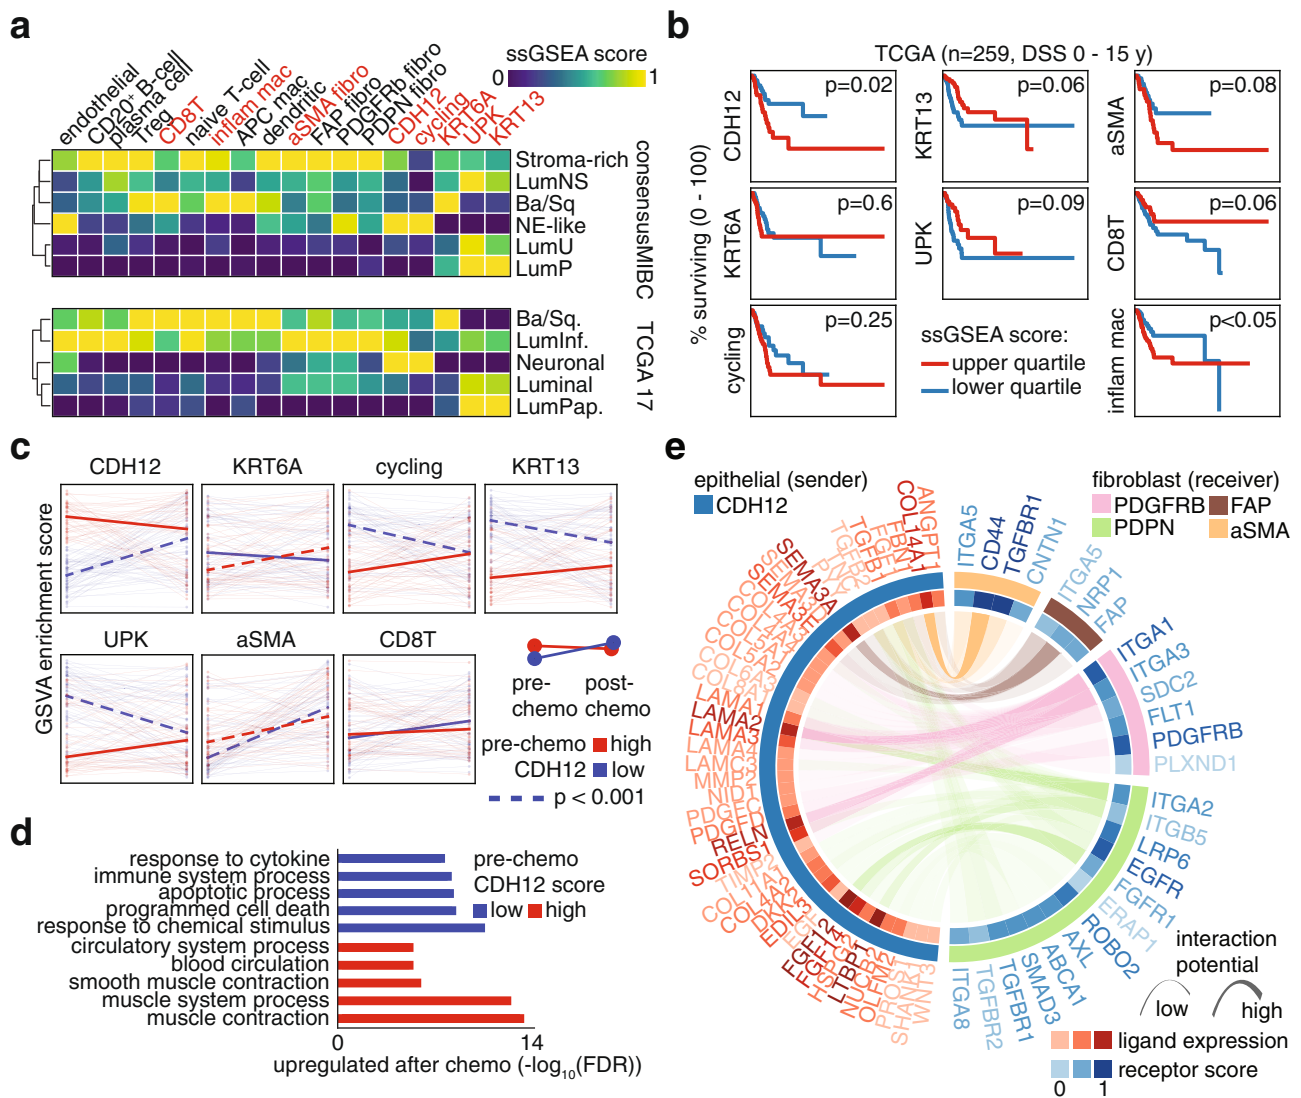 a
endothelial
CD20+ B-cell
plasma cell
Treg
CD8T
naive T-cell
inflam mac
APC mac
dendritic
aSMA fibro
FAP fibro
PDGFRb fibro
PDPN fibro
CDH12
cycling
KRT6A
UPK
KRT13
ssGSEA score
0 1
Stroma-rich
LumNS
Ba/Sq
NE-like
LumU
LumP
consensusMIBC
Ba/Sq.
LumInf.
Neuronal
Luminal
LumPap.
TCGA 17
b
TCGA (n=259, DSS 0 - 15 y)
% surviving (0 - 100)
CDH12
p=0.02
KRT13
p=0.06
aSMA
p=0.08
KRT6A
p=0.6
UPK
p=0.09
CD8T
p=0.06
cycling
p=0.25
ssGSEA score:
upper quartile
lower quartile
inflam mac
p<0.05
c
GSVA enrichment score
CDH12
KRT6A
cycling
KRT13
UPK
aSMA
CD8T
pre-chemo
post-chemo
pre-chemo high
CDH12 low
p < 0.001
d
response to cytokine
immune system process
apoptotic process
programmed cell death
response to chemical stimulus
circulatory system process
blood circulation
smooth muscle contraction
muscle system process
muscle contraction
pre-chemo
CDH12 score
low high
0 14
upregulated after chemo (-log10(FDR))
e
epithelial (sender)
CDH12
fibroblast (receiver)
PDGFRB
FAP
PDPN
aSMA
ANGPT1
COL14A1
FBN1
TGFB1
SEMA3A
SEMA3E
LAMA1
LAMA2
LAMC3
MMP2
NID1
PDGFC
PDGFD
RELN
SORBS1
COL11A1
EDIL3
LTBP1
OLFM2
PROS1
SHANK1
WNT3
ITGA5
CD44
TGFBR1
CNTN1
ITGA5
NRP1
FAP
ITGA1
ITGA3
SDC2
FLT1
PDGFRB
PLXND1
ITGA2
ITGB5
LRP6
EGFR
FGFR1
ERAP1
ROBO2
AXL
ABCA1
SMAD3
TGFBR1
TGFBR2
ITGA8
interaction
potential
low
high
ligand expression
receptor score
0 1